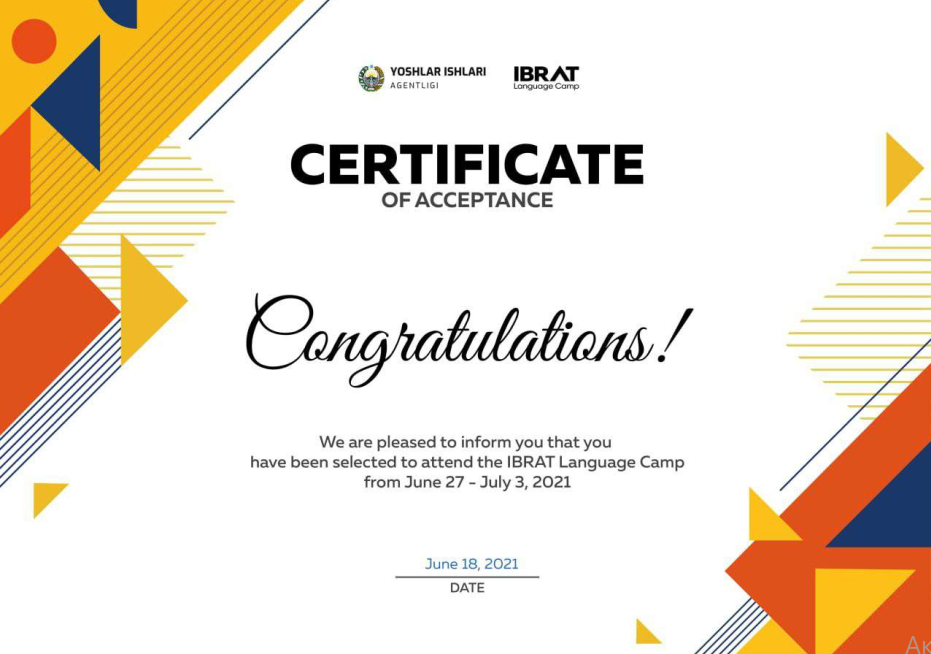 YOSHLAR ISHLARI
AGENTLIGI
IBRAT
Language Camp
CERTIFICATE
OF ACCEPTANCE
Congratulations!
We are pleased to inform you that you
have been selected to attend the IBRAT Language Camp
from June 27 - July 3, 2021
June 18, 2021
DATE